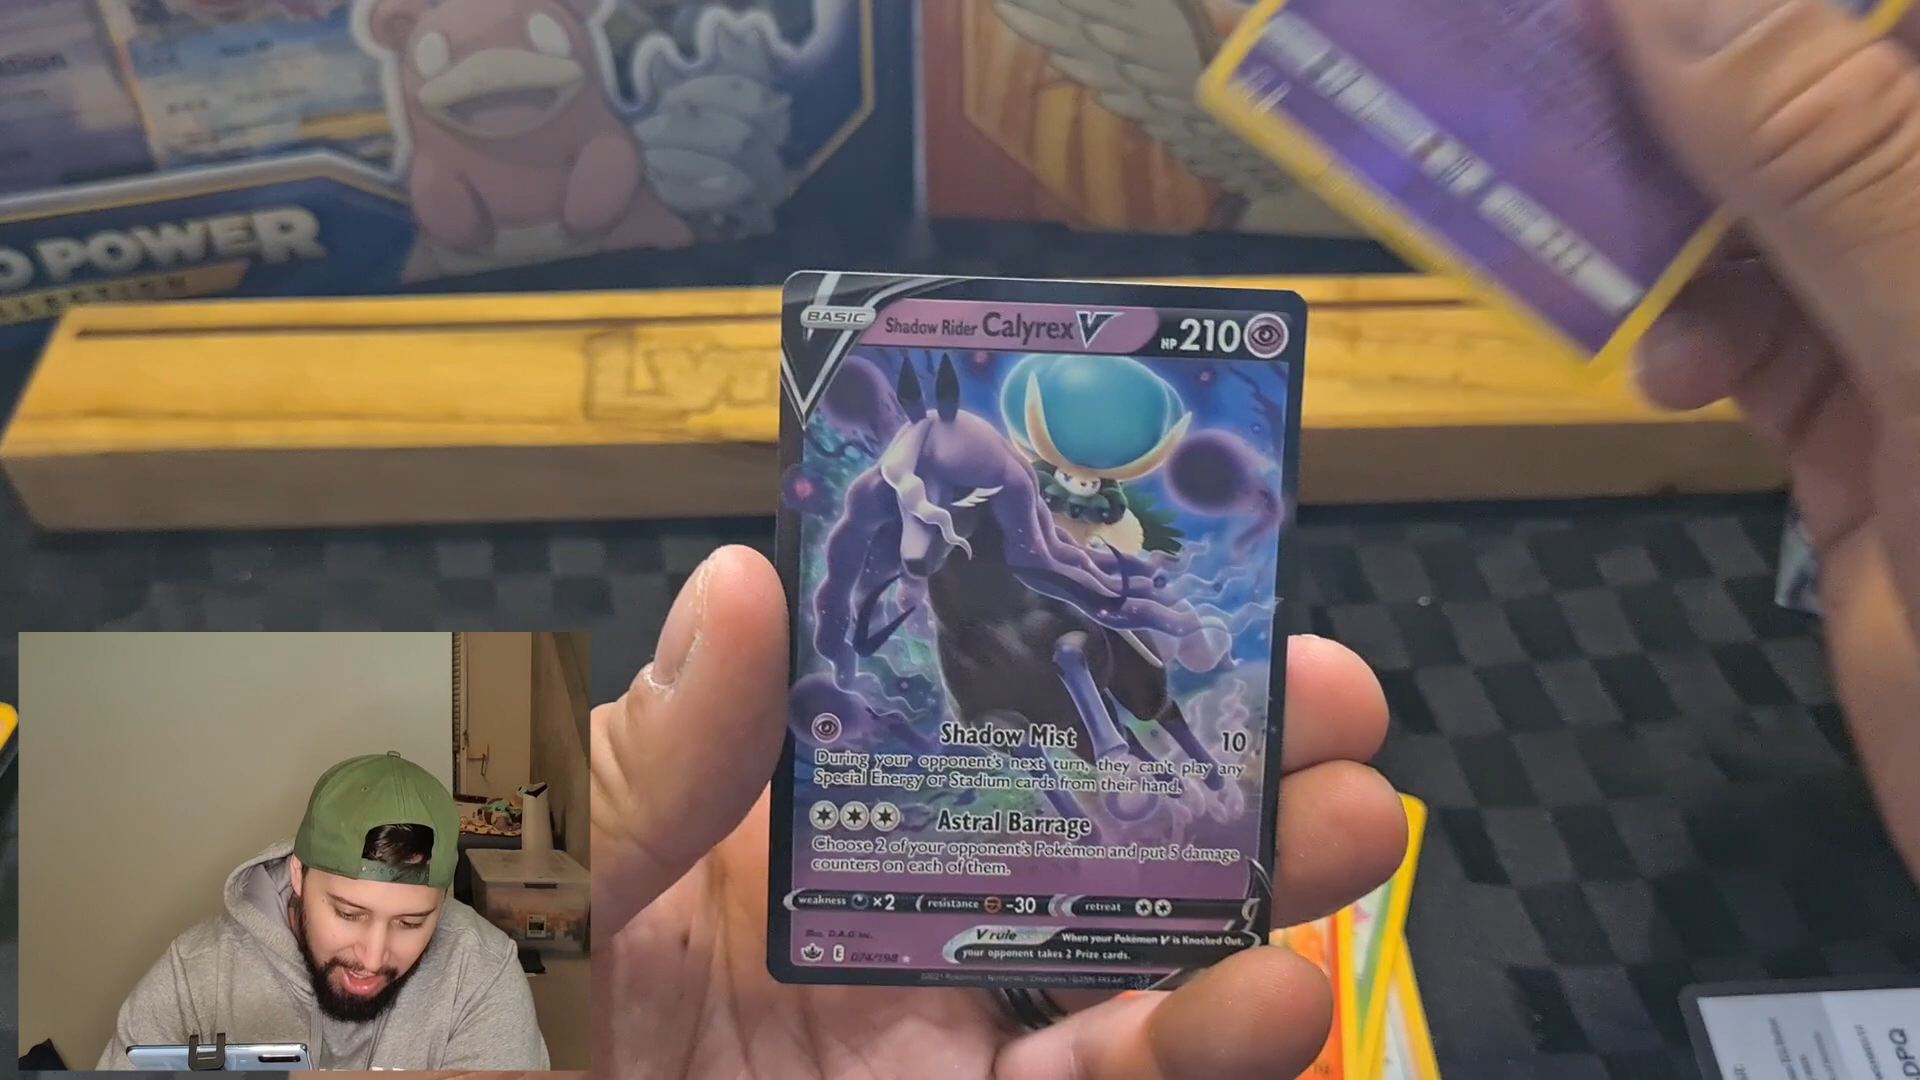 POWER
BASIC
Shadow Rider Calyrex V
HP 210
Shadow Mist 10
During your opponent's next turn, they can't play any
Special Energy or Stadium cards from their hand.
Astral Barrage
Choose 2 of your opponent's Pokémon and put 5 damage
counters on each of them.
weakness ×2 resistance -30 retreat
Illus. D.A.G Inc.
V rule When your Pokémon V is Knocked Out,
your opponent takes 2 Prize cards.
E 074/198
DPQ